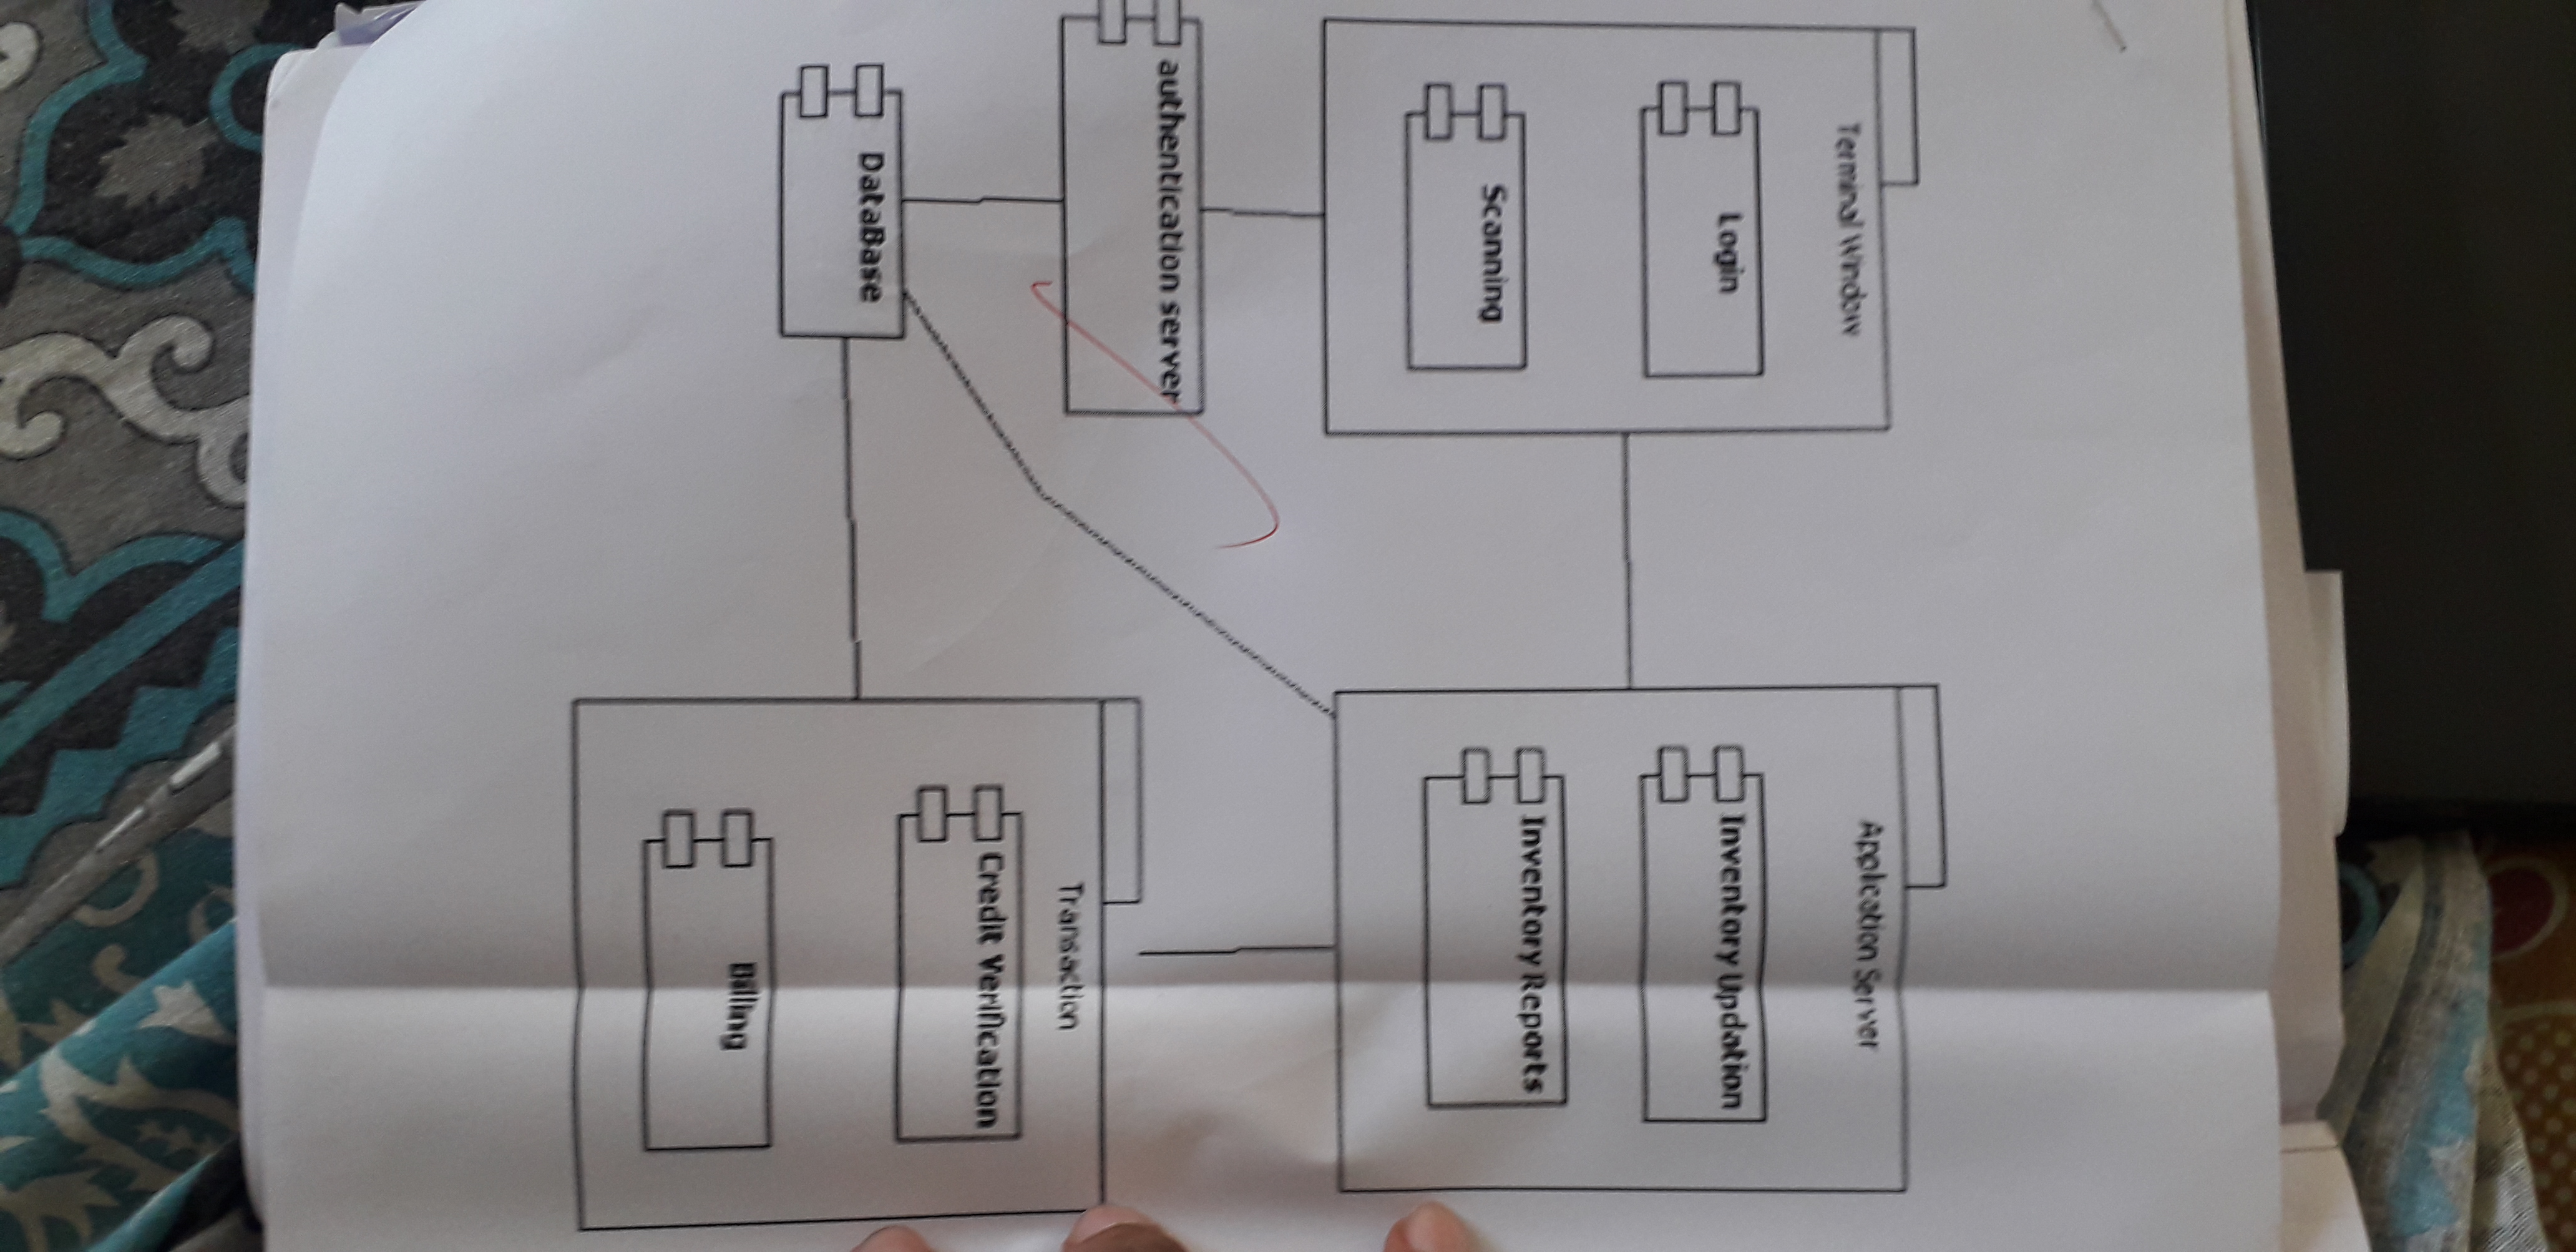 Terminal Window
Login
Scanning
authentication server
DataBase
Application Server
Inventory Updation
Inventory Reports
Transaction
Credit Verification
Billing